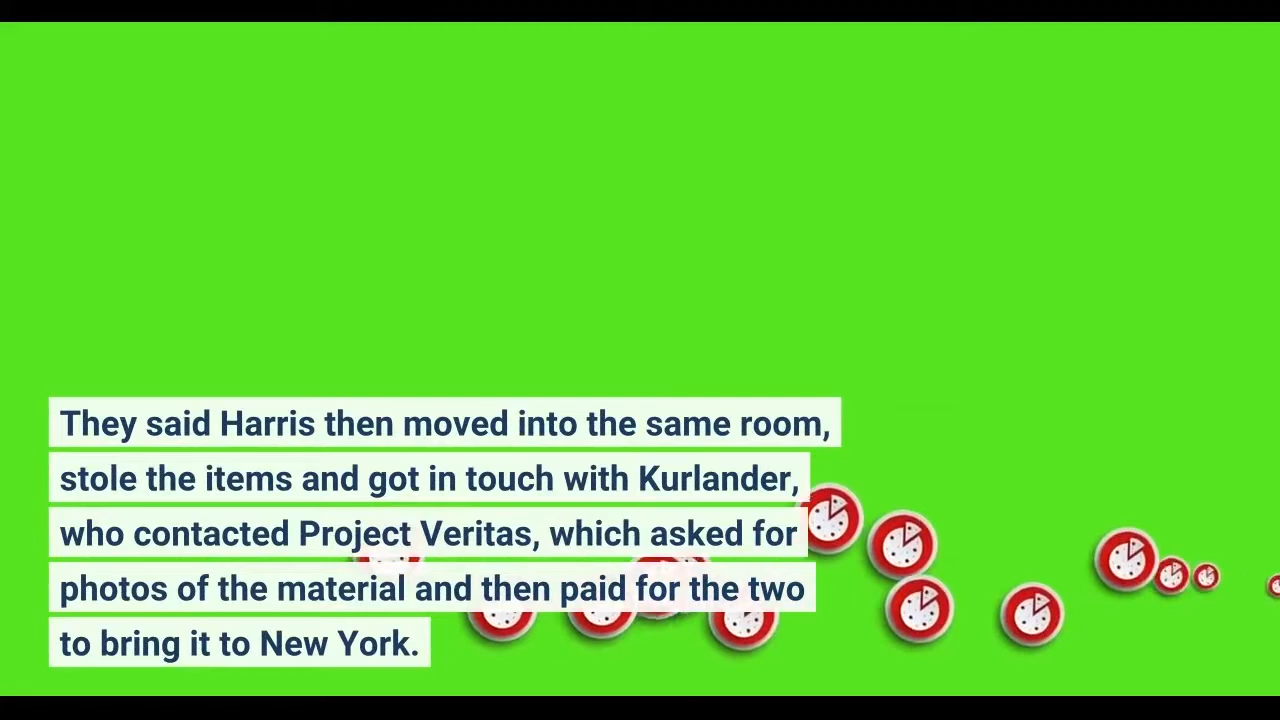 They said Harris then moved into the same room,
stole the items and got in touch with Kurlander,
who contacted Project Veritas, which asked for
photos of the material and then paid for the two
to bring it to New York.